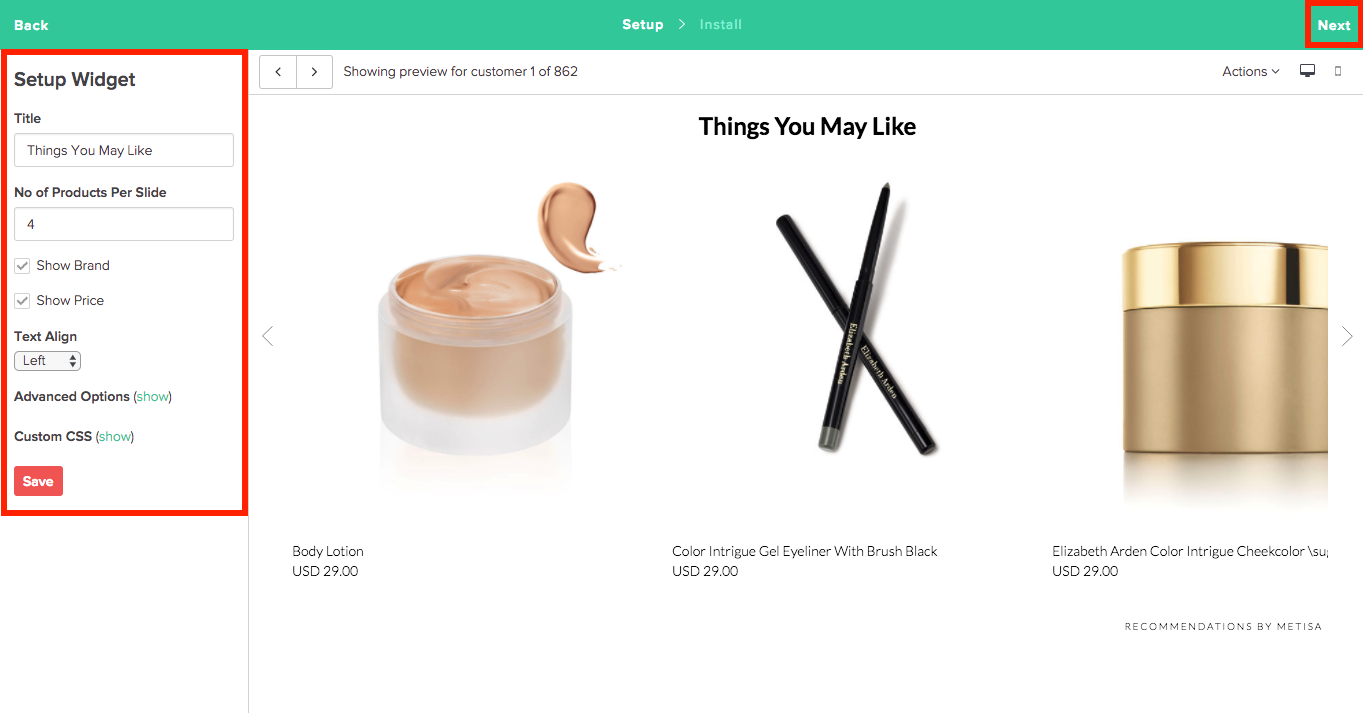 Back
Setup > Install
Next
Setup Widget
Title
Things You May Like
No of Products Per Slide
4
Show Brand
Show Price
Text Align
Left
Advanced Options (show)
Custom CSS (show)
Save
Showing preview for customer 1 of 862
Actions
Things You May Like
Elizabeth Arden
Elizabeth Arden
Body Lotion
USD 29.00
Color Intrigue Gel Eyeliner With Brush Black
USD 29.00
Elizabeth Arden Color Intrigue Cheekcolor \sug
USD 29.00
RECOMMENDATIONS BY METISA